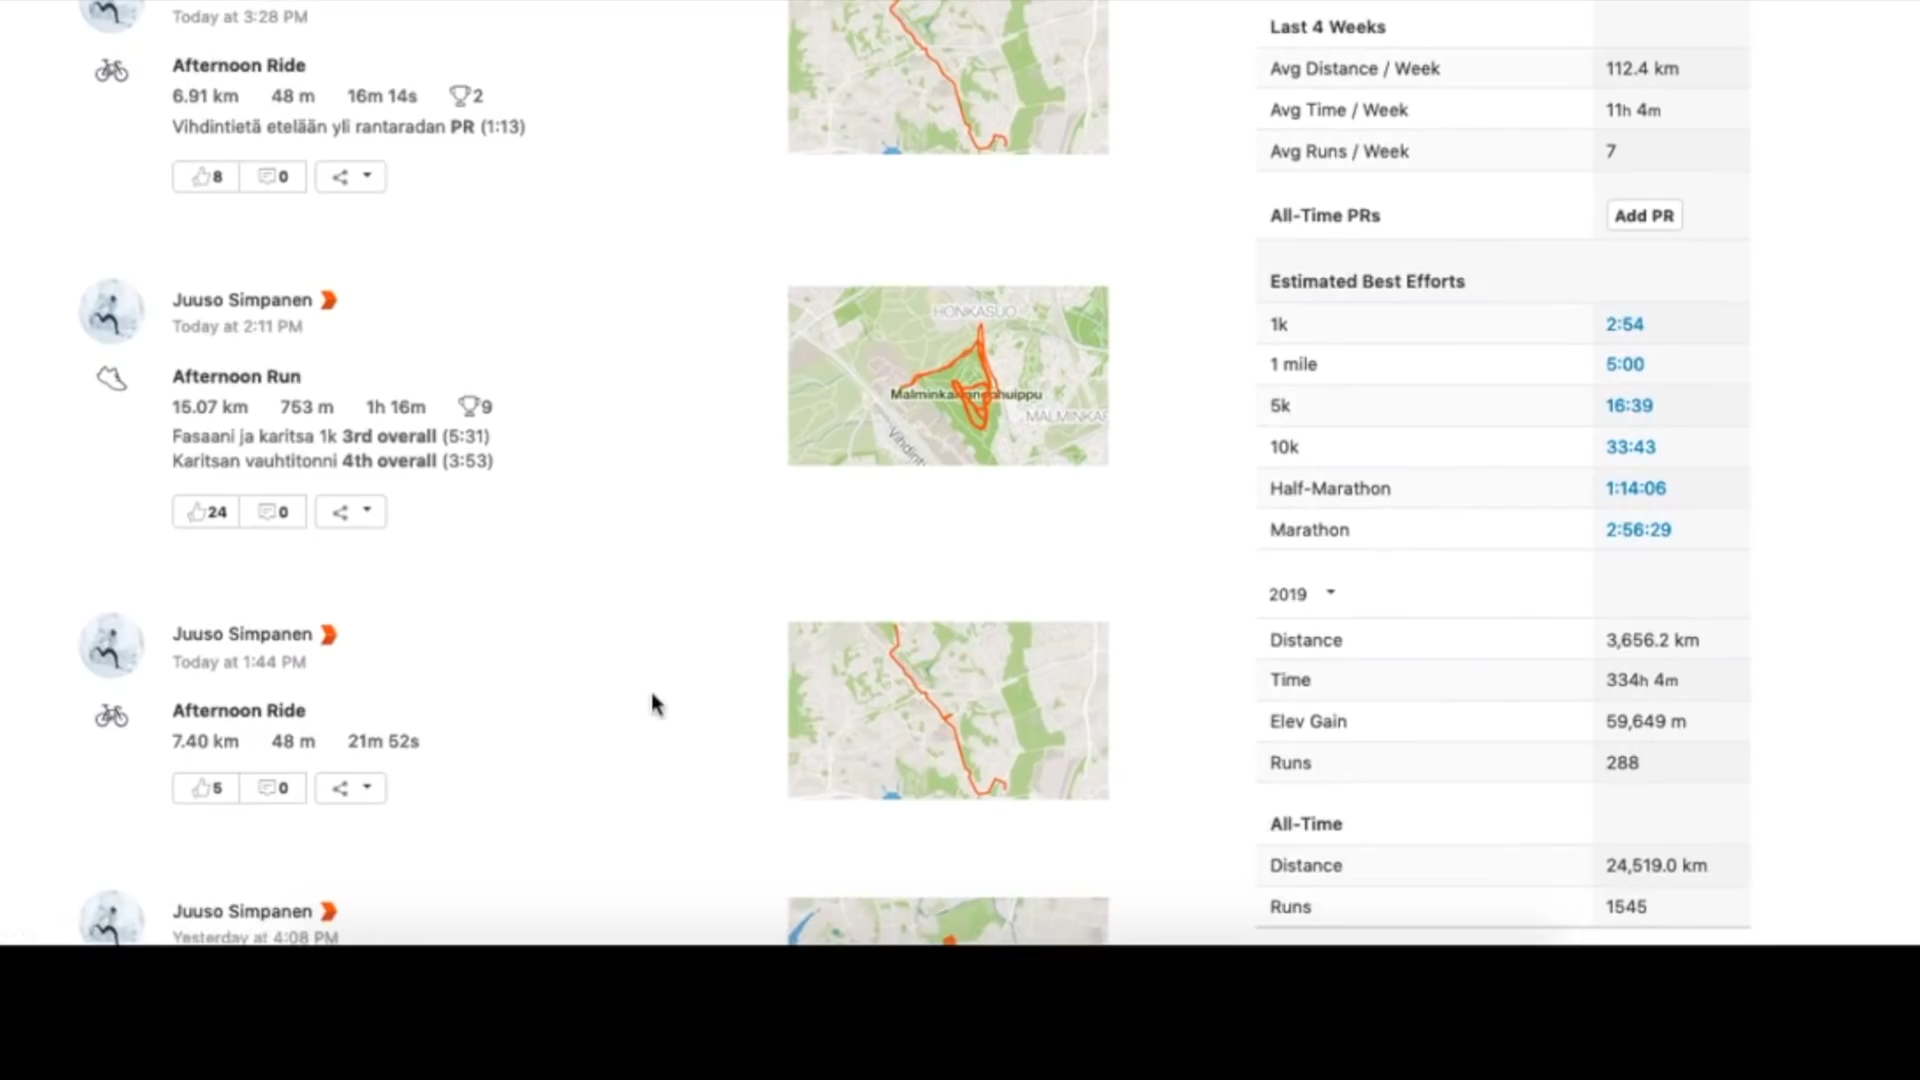 Today at 3:28 PM
Afternoon Ride
6.91 km 48 m 16m 14s 2
Vihdintietä etelään yli rantaradan PR (1:13)
8 0
Juuso Simpanen
Today at 2:11 PM
Afternoon Run
15.07 km 753 m 1h 16m 9
Fasaani ja karitsa 1k 3rd overall (5:31)
Karitsan vauhtitonni 4th overall (3:53)
24 0
HONKASUO
MALMINKA
Vihdinti
Juuso Simpanen
Today at 1:44 PM
Afternoon Ride
7.40 km 48 m 21m 52s
5 0
Juuso Simpanen
Yesterday at 4:08 PM
Last 4 Weeks
Avg Distance / Week 112.4 km
Avg Time / Week 11h 4m
Avg Runs / Week 7
All-Time PRs Add PR
Estimated Best Efforts
1k 2:54
1 mile 5:00
5k 16:39
10k 33:43
Half-Marathon 1:14:06
Marathon 2:56:29
2019
Distance 3,656.2 km
Time 334h 4m
Elev Gain 59,649 m
Runs 288
All-Time
Distance 24,519.0 km
Runs 1545